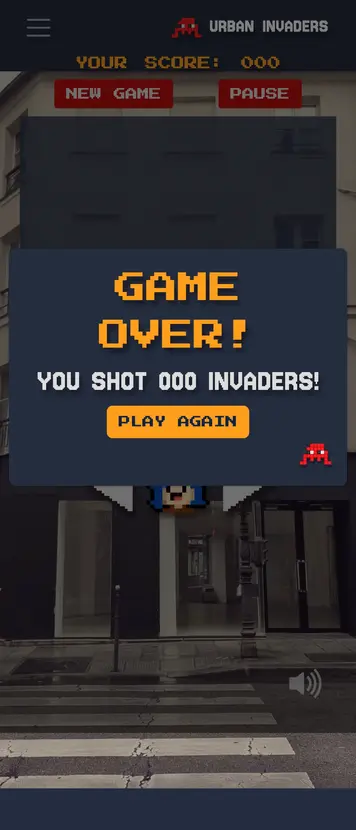 URBAN INVADERS
YOUR SCORE: 000
NEW GAME PAUSE
GAME
OVER!
YOU SHOT 000 INVADERS!
PLAY AGAIN